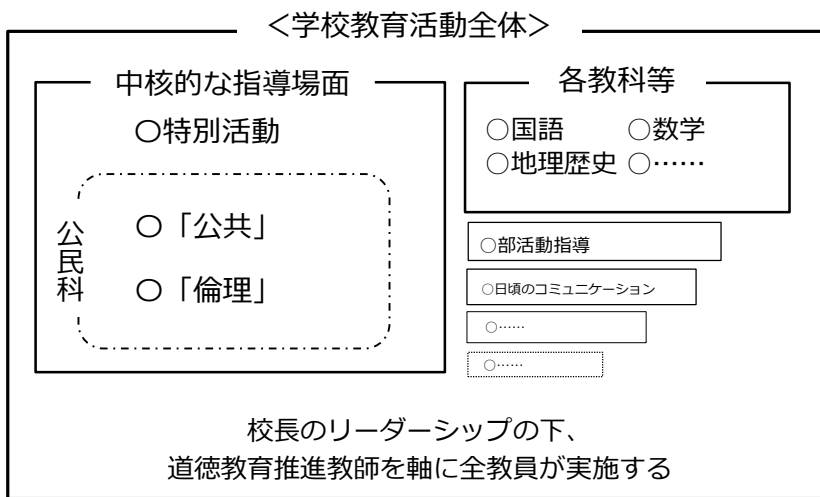 ＜学校教育活動全体＞
中核的な指導場面
〇特別活動
公民科
〇「公共」
〇「倫理」
各教科等
○国語　○数学
○地理歴史　○……
○部活動指導
○日頃のコミュニケーション
○……
○……
校長のリーダーシップの下、
道徳教育推進教師を軸に全教員が実施する